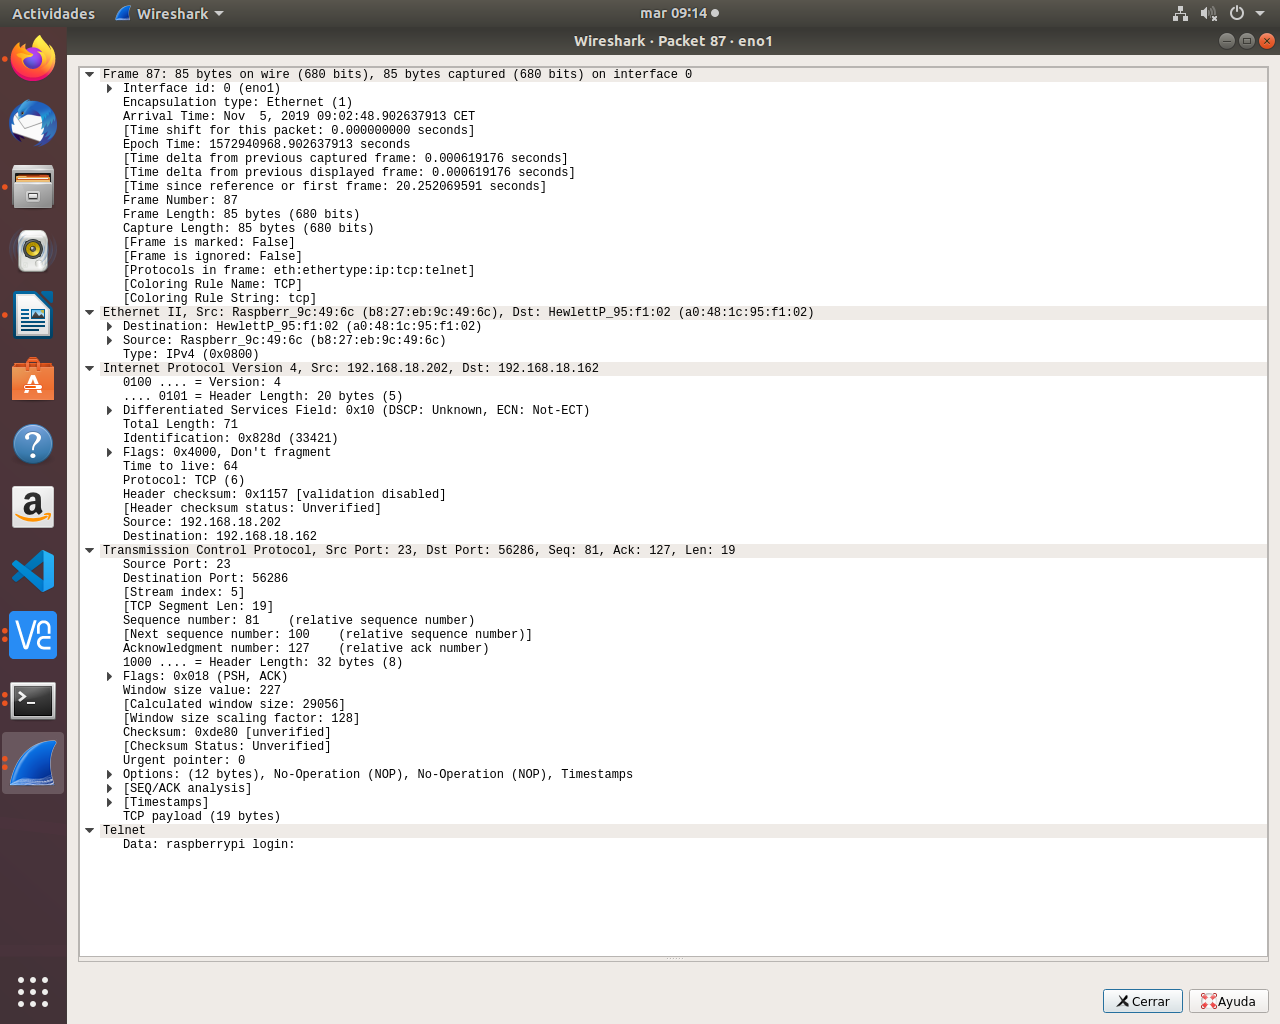 Actividades
Wireshark
mar 09:14
Wireshark · Packet 87 · eno1
Frame 87: 85 bytes on wire (680 bits), 85 bytes captured (680 bits) on interface 0
Interface id: 0 (eno1)
Encapsulation type: Ethernet (1)
Arrival Time: Nov  5, 2019 09:02:48.902637913 CET
[Time shift for this packet: 0.000000000 seconds]
Epoch Time: 1572940968.902637913 seconds
[Time delta from previous captured frame: 0.000619176 seconds]
[Time delta from previous displayed frame: 0.000619176 seconds]
[Time since reference or first frame: 20.252069591 seconds]
Frame Number: 87
Frame Length: 85 bytes (680 bits)
Capture Length: 85 bytes (680 bits)
[Frame is marked: False]
[Frame is ignored: False]
[Protocols in frame: eth:ethertype:ip:tcp:telnet]
[Coloring Rule Name: TCP]
[Coloring Rule String: tcp]
Ethernet II, Src: Raspberr_9c:49:6c (b8:27:eb:9c:49:6c), Dst: HewlettP_95:f1:02 (a0:48:1c:95:f1:02)
Destination: HewlettP_95:f1:02 (a0:48:1c:95:f1:02)
Source: Raspberr_9c:49:6c (b8:27:eb:9c:49:6c)
Type: IPv4 (0x0800)
Internet Protocol Version 4, Src: 192.168.18.202, Dst: 192.168.18.162
0100 .... = Version: 4
.... 0101 = Header Length: 20 bytes (5)
Differentiated Services Field: 0x10 (DSCP: Unknown, ECN: Not-ECT)
Total Length: 71
Identification: 0x828d (33421)
Flags: 0x4000, Don't fragment
Time to live: 64
Protocol: TCP (6)
Header checksum: 0x1157 [validation disabled]
[Header checksum status: Unverified]
Source: 192.168.18.202
Destination: 192.168.18.162
Transmission Control Protocol, Src Port: 23, Dst Port: 56286, Seq: 81, Ack: 127, Len: 19
Source Port: 23
Destination Port: 56286
[Stream index: 5]
[TCP Segment Len: 19]
Sequence number: 81    (relative sequence number)
[Next sequence number: 100    (relative sequence number)]
Acknowledgment number: 127    (relative ack number)
1000 .... = Header Length: 32 bytes (8)
Flags: 0x018 (PSH, ACK)
Window size value: 227
[Calculated window size: 29056]
[Window size scaling factor: 128]
Checksum: 0xde80 [unverified]
[Checksum Status: Unverified]
Urgent pointer: 0
Options: (12 bytes), No-Operation (NOP), No-Operation (NOP), Timestamps
[SEQ/ACK analysis]
[Timestamps]
TCP payload (19 bytes)
Telnet
Data: raspberrypi login:
Cerrar
Ayuda